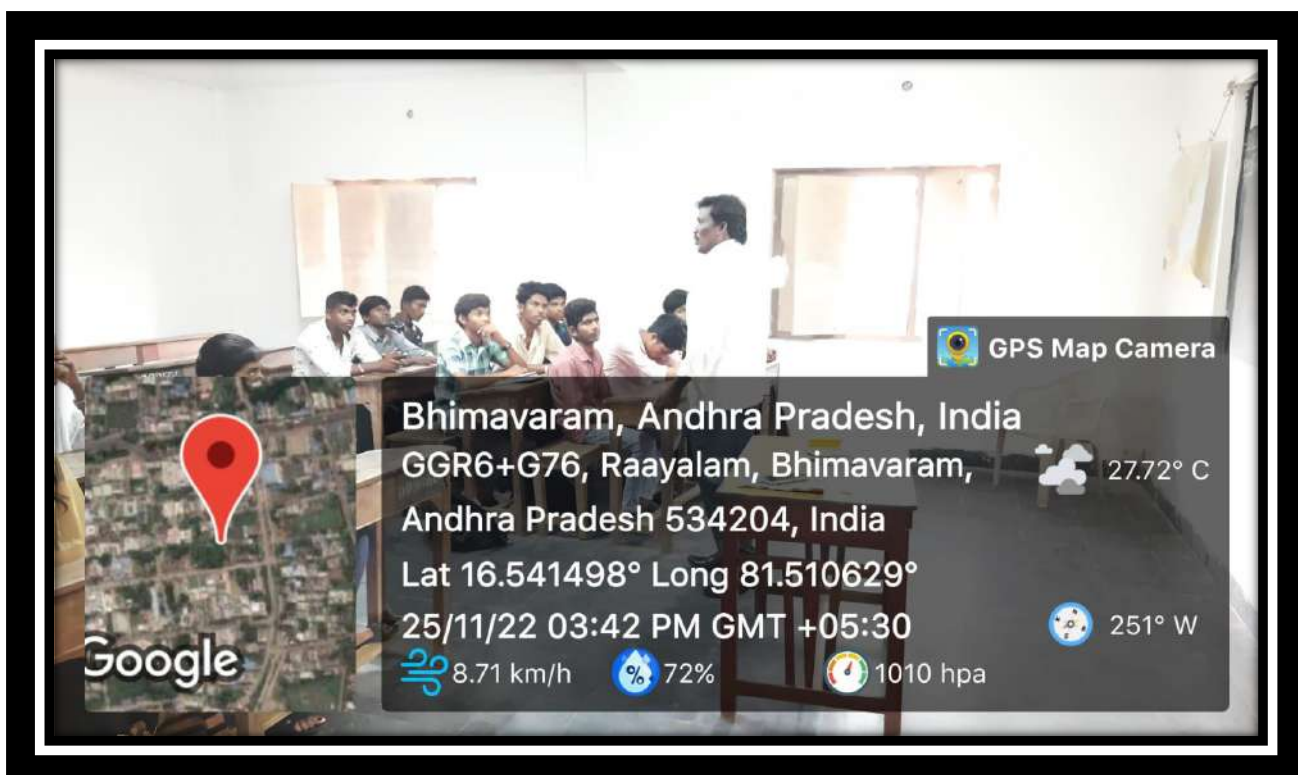 GPS Map Camera
Bhimavaram, Andhra Pradesh, India
GGR6+G76, Raayalam, Bhimavaram,
Andhra Pradesh 534204, India
Lat 16.541498° Long 81.510629°
25/11/22 03:42 PM GMT +05:30
27.72° C
251° W
8.71 km/h
%
72%
1010 hpa
Google